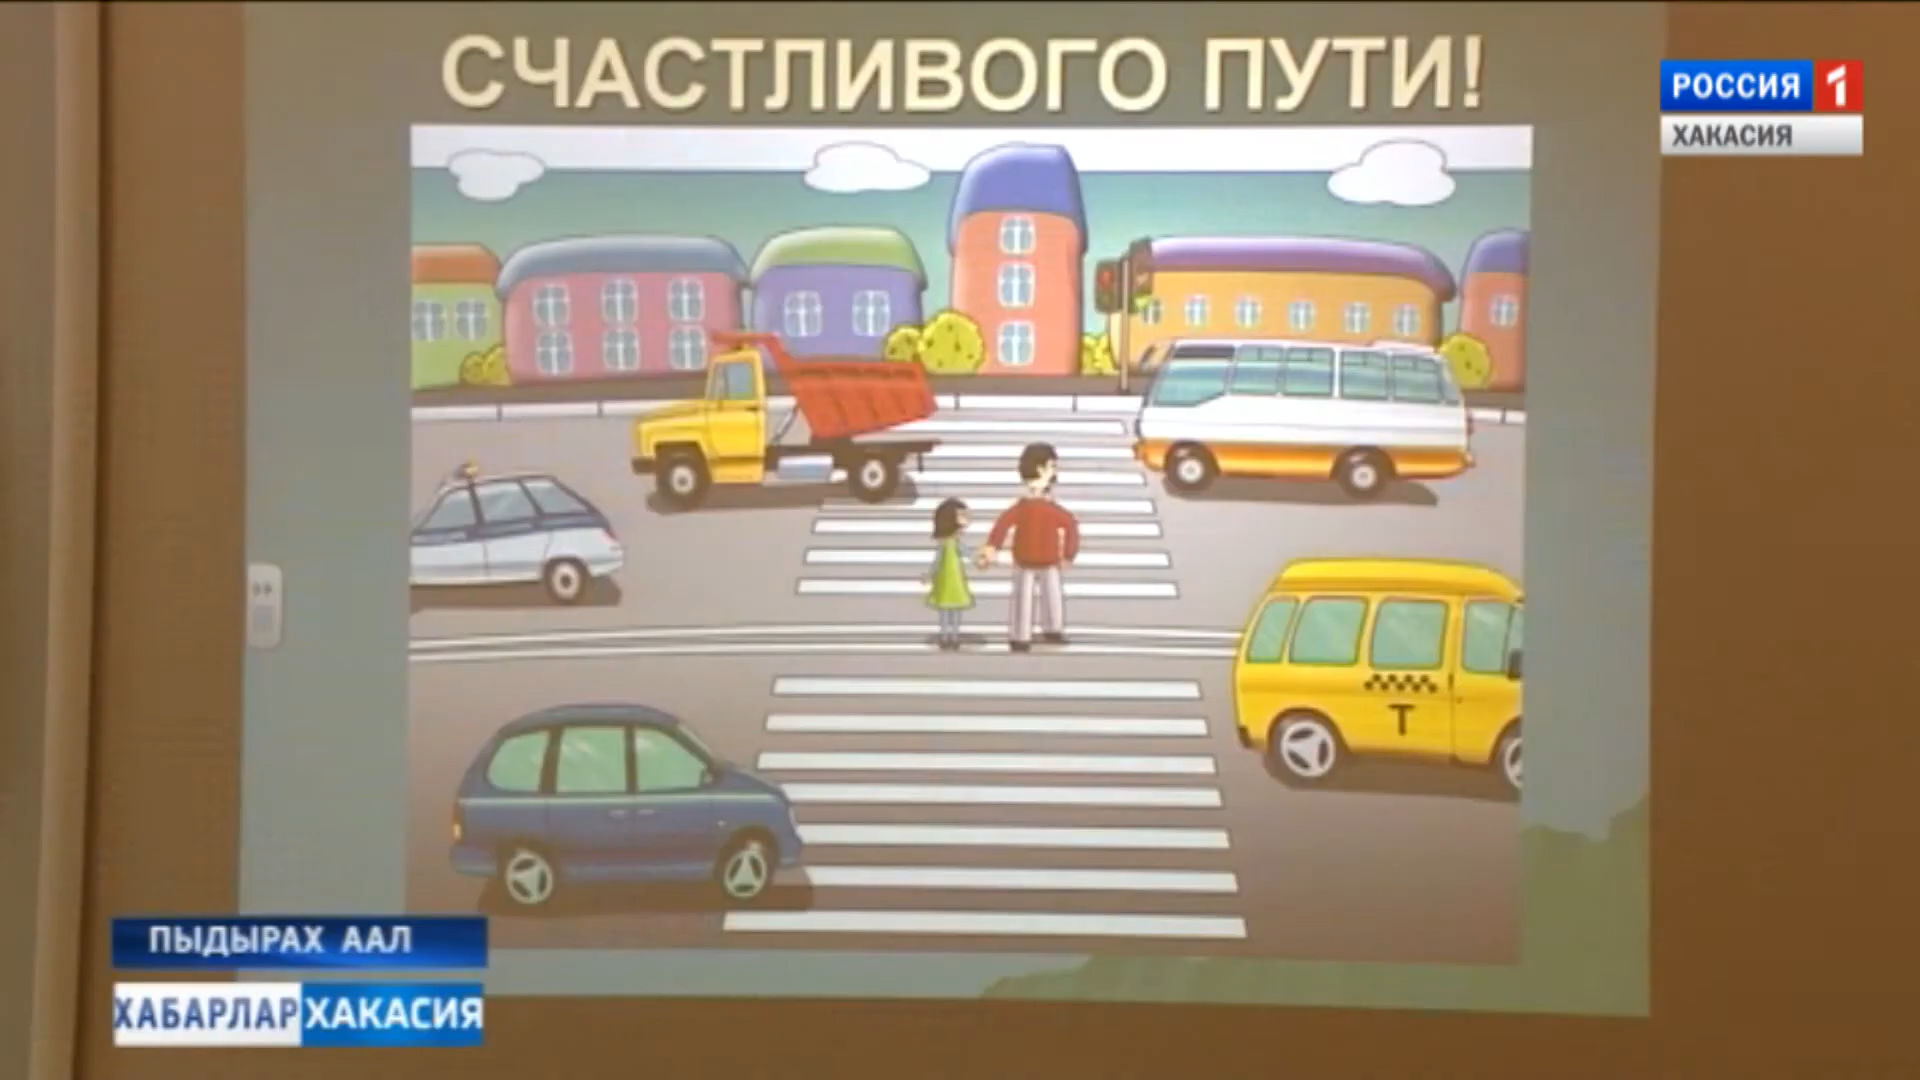 СЧАСТЛИВОГО ПУТИ!
РОССИЯ 1
ХАКАСИЯ
Т
ПЫДЫРАХ ААЛ
ХАБАРЛАР ХАКАСИЯ